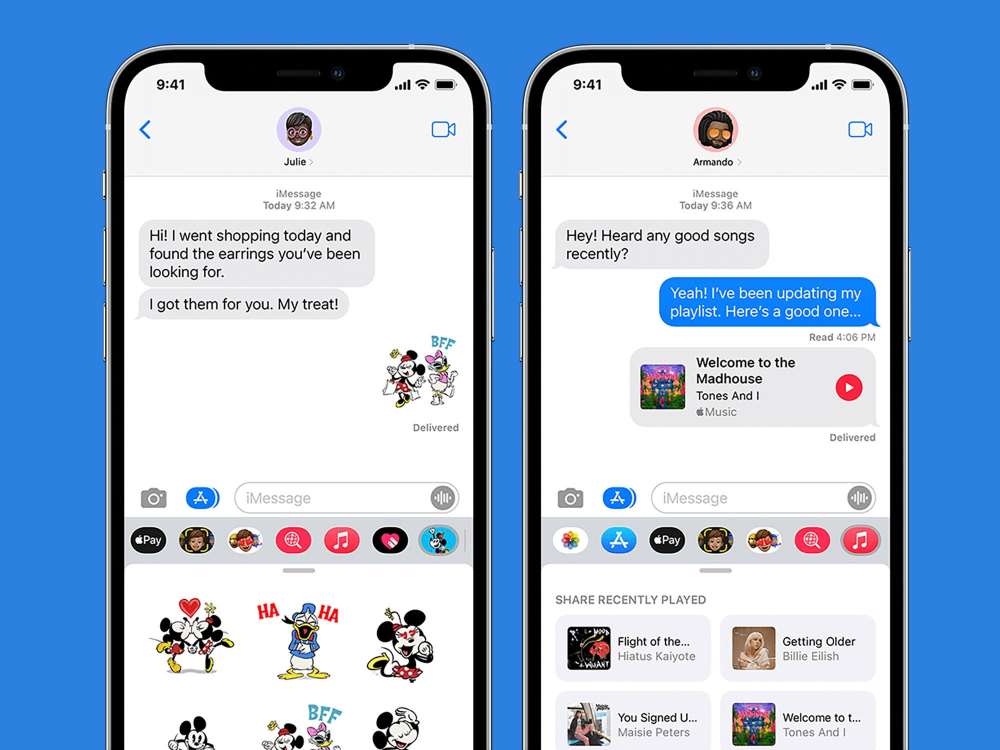 9:41
Julie
iMessage
Today 9:32 AM
Hi! I went shopping today and
found the earrings you've been
looking for.
I got them for you. My treat!
BFF
Delivered
iMessage
Pay
HA HA
BFF
9:41
Armando
iMessage
Today 9:36 AM
Hey! Heard any good songs
recently?
Yeah! I've been updating my
playlist. Here's a good one...
Read 4:06 PM
Welcome to the
Madhouse
Tones And I
Music
Delivered
iMessage
Pay
SHARE RECENTLY PLAYED
Flight of the...
Hiatus Kaiyote
Getting Older
Billie Eilish
You Signed U...
Maisie Peters
Welcome to t...
Tones And I